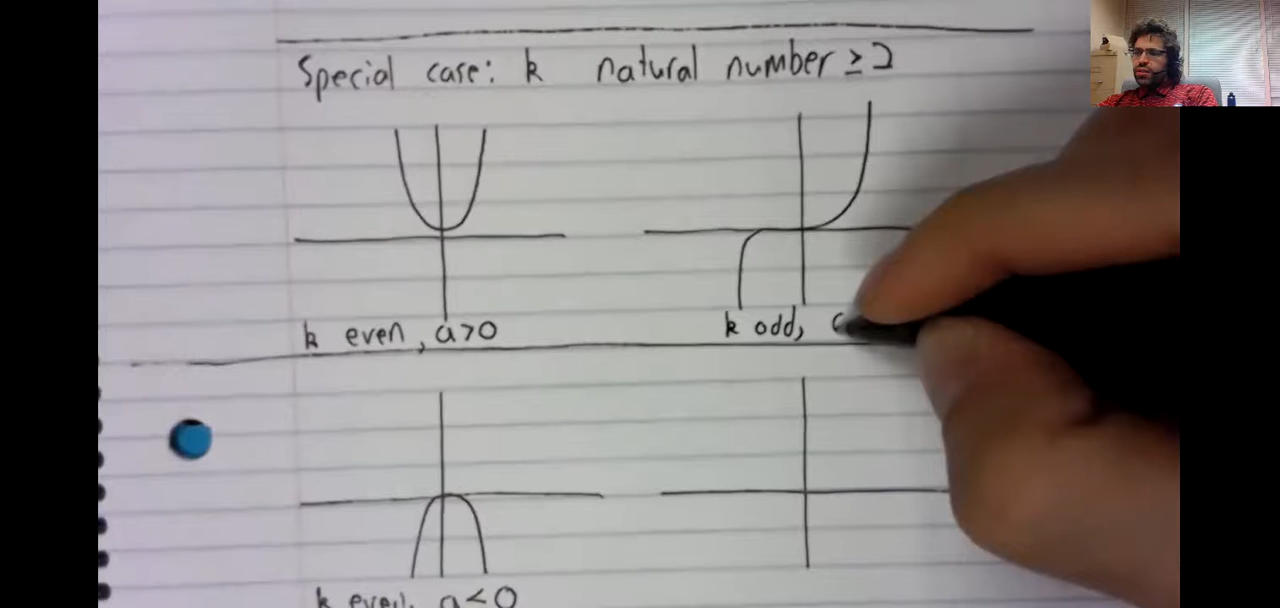 Special case: k natural number ≥ 2
k even, a>0
k odd,
k even, a<0